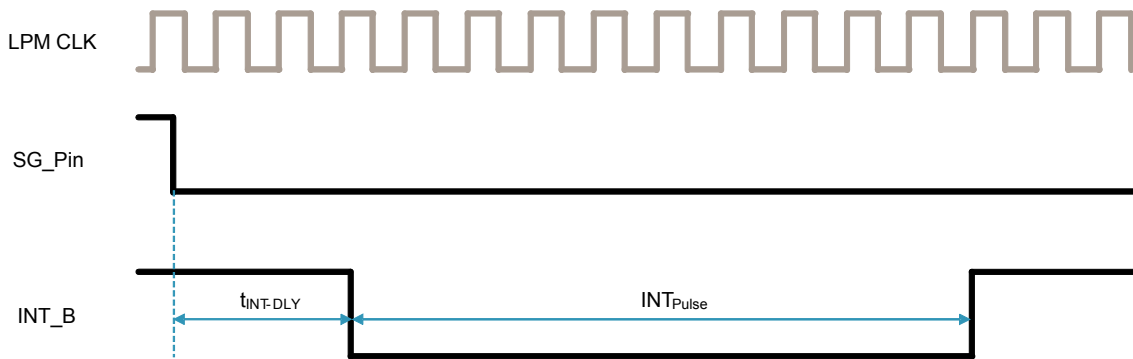 LPM CLK
SG_Pin
INT_B
tINT-DLY
INTPulse